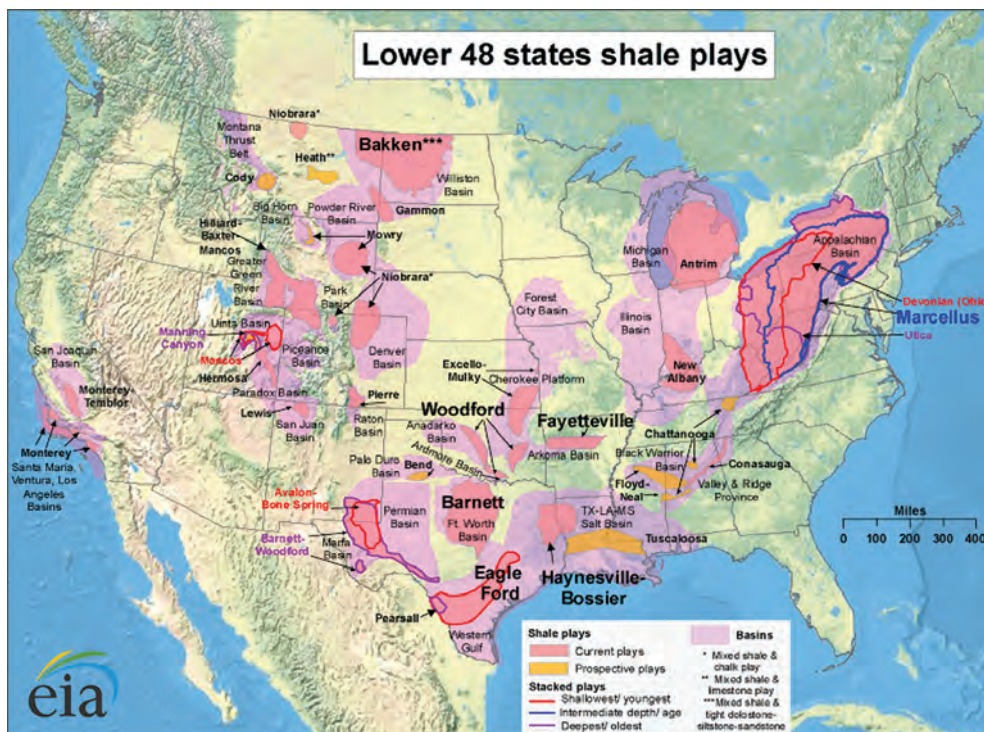 Lower 48 states shale plays
Niobrara*
Montana
Thrust
Belt
Bakken***
Heath**
Cody
Williston
Basin
Big Horn
Basin
Powder River
Basin
Gammon
Hilliard-
Baxter-
Mancos
Mowry
Greater
Green
River
Basin
Niobrara*
Park
Basin
Michigan
Basin
Antrim
Appalachian
Basin
Devonian (Ohio
Marcellus
Utica
Forest
City Basin
Illinois
Basin
Uinta Basin
Manning
Canyon
Mancos
Piceance
Basin
Denver
Basin
San Joaquin
Basin
Hermosa
Paradox Basin
Monterey-
Temblor
Excello-
Mulky
Cherokee Platform
New
Albany
Pierre
Lewis
San Juan
Basin
Raton
Basin
Woodford
Anadarko
Basin
Fayetteville
Chattanooga
Monterey
Santa Maria,
Ventura, Los
Angeles
Basins
Palo Duro
Basin
Bend
Ardmore Basin
Arkoma Basin
Black Warrior
Basin
Conasauga
Floyd-
Neal
Valley & Ridge
Province
Avalon-
Bone Spring
Permian
Basin
Barnett
Ft. Worth
Basin
TX-LA-MS
Salt Basin
Tuscaloosa
Miles
0 100 200 300 400
Barnett-
Woodford
Marfa
Basin
Eagle
Ford
Haynesville-
Bossier
Pearsall
Western
Gulf
Shale plays
Current plays
Prospective plays
Stacked plays
Shallowest/ youngest
Intermediate depth/ age
Deepest/ oldest
Basins
* Mixed shale &
chalk play
** Mixed shale &
limestone play
***Mixed shale &
tight dolostone-
siltstone-sandstone
eia